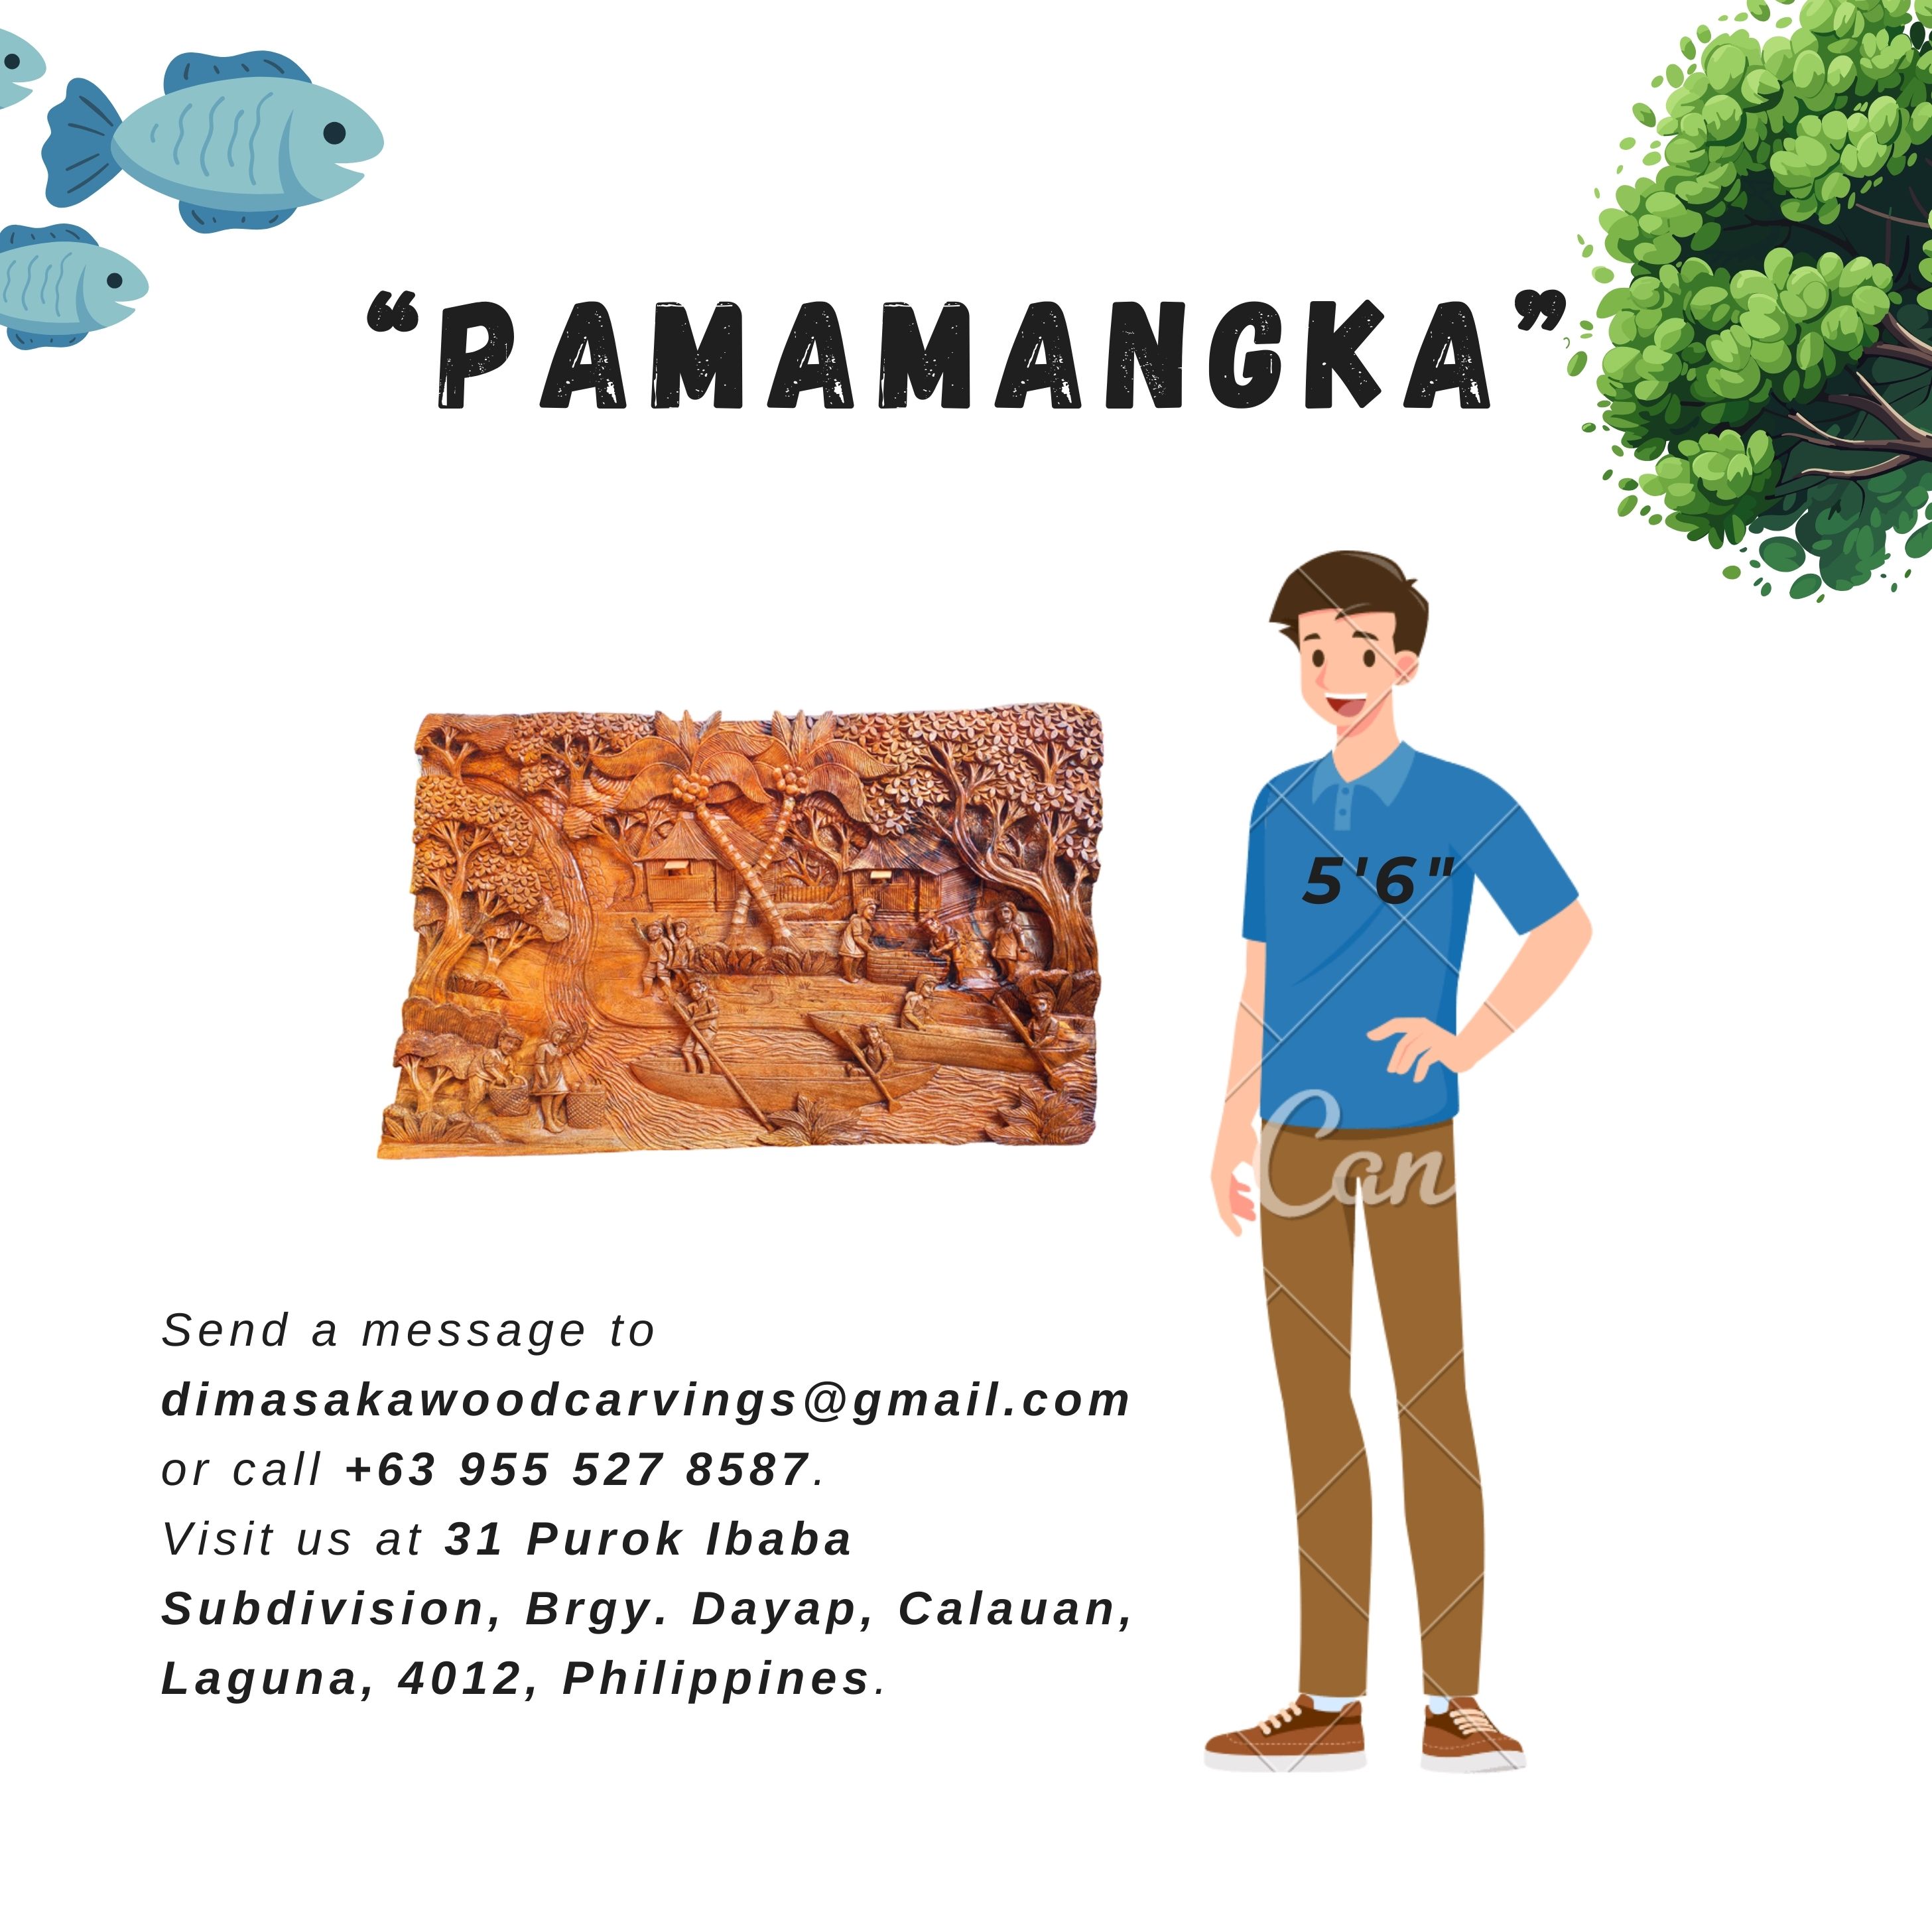 “PAMAMANGKA”
5'6"
Can
Send a message to
dimasakawoodcarvings@gmail.com
or call +63 955 527 8587.
Visit us at 31 Purok Ibaba
Subdivision, Brgy. Dayap, Calauan,
Laguna, 4012, Philippines.